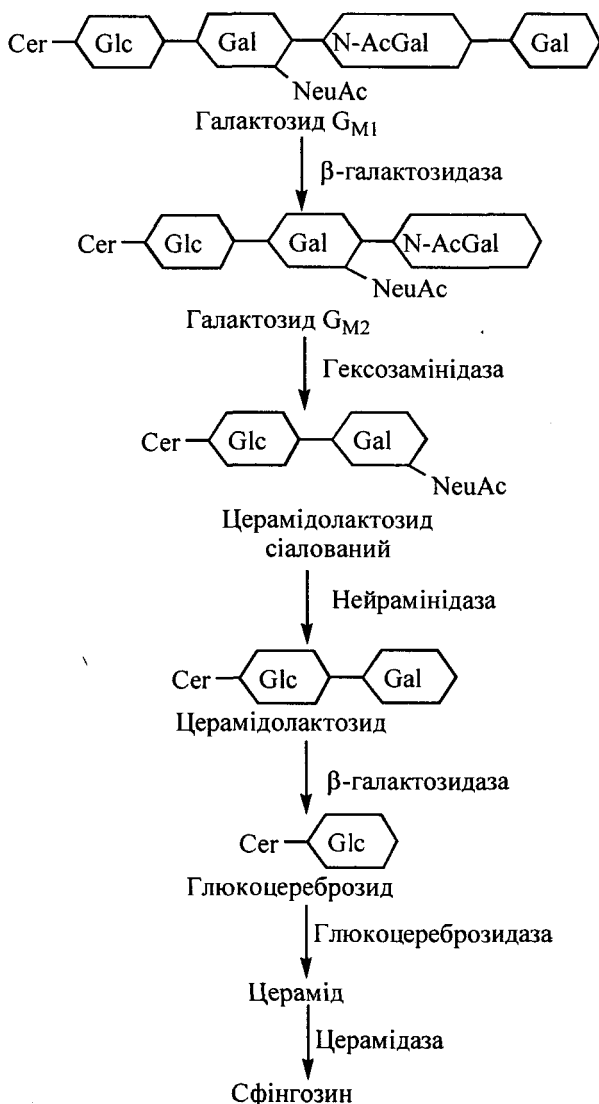 Cer Glc Gal N-AcGal Gal
NeuAc
Галактозид GM1
β-галактозидаза
Cer Glc Gal N-AcGal
NeuAc
Галактозид GM2
Гексозамінідаза
Cer Glc Gal
NeuAc
Церамідолактозид
сіалований
Нейрамінідаза
Cer Glc Gal
Церамідолактозид
β-галактозидаза
Cer Glc
Глюкоцереброзид
Глюкоцереброзидаза
Церамід
Церамідаза
Сфінгозин